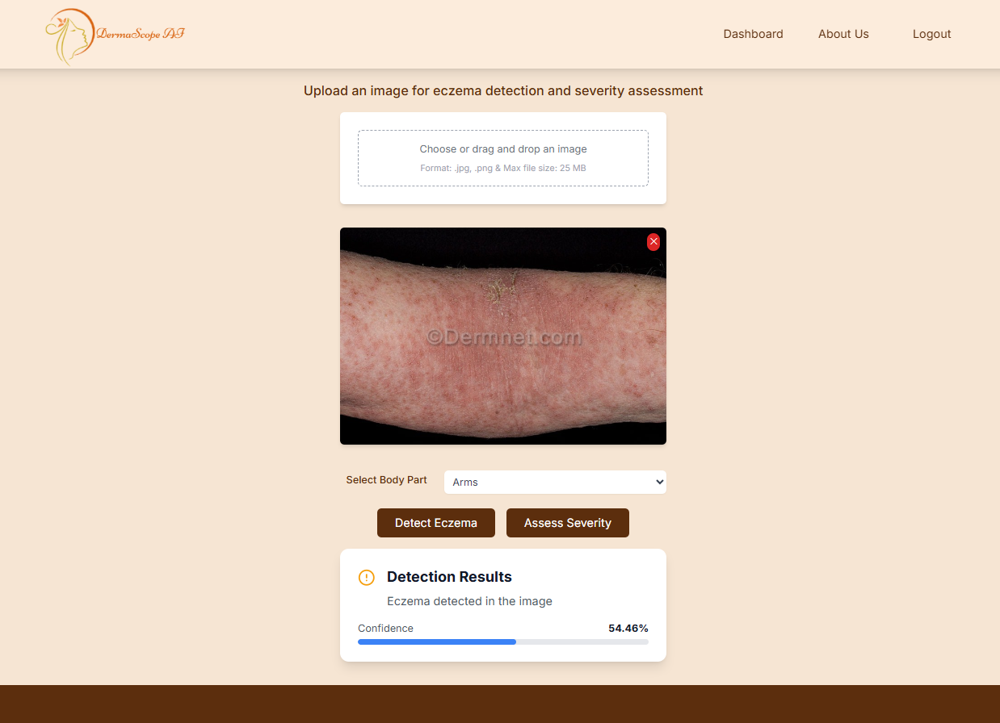 DermaScope AI
Dashboard
About Us
Logout
Upload an image for eczema detection and severity assessment
Choose or drag and drop an image
Format: .jpg, .png & Max file size: 25 MB
©Dermnet.com
Select Body Part
Arms
Detect Eczema
Assess Severity
Detection Results
Eczema detected in the image
Confidence
54.46%